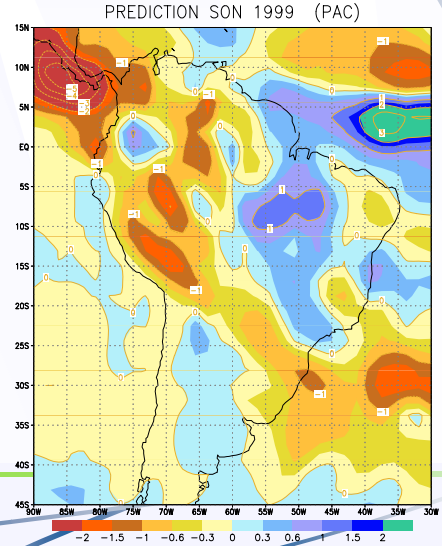 PREDICTION SON 1999 (PAC)
15N
10N
5N
EQ
5S
10S
15S
20S
25S
30S
35S
40S
45S
90W 85W 80W 75W 70W 65W 60W 55W 50W 45W 40W 35W 30W
-2 -1.5 -1 -0.6 -0.3 0 0.3 0.6 1 1.5 2